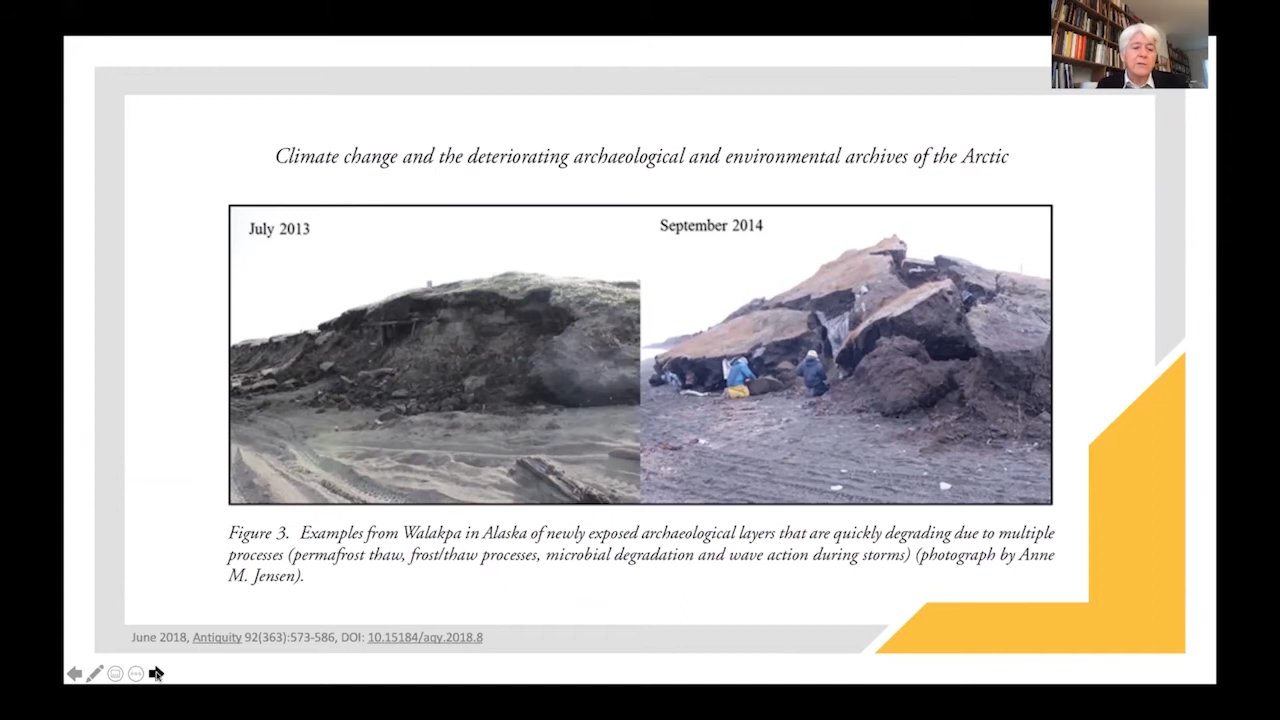 Climate change and the deteriorating archaeological and environmental archives of the Arctic
July 2013
September 2014
Figure 3. Examples from Walakpa in Alaska of newly exposed archaeological layers that are quickly degrading due to multiple
processes (permafrost thaw, frost/thaw processes, microbial degradation and wave action during storms) (photograph by Anne
M. Jensen).
June 2018, Antiquity 92(363):573-586, DOI: 10.15184/aqy.2018.8